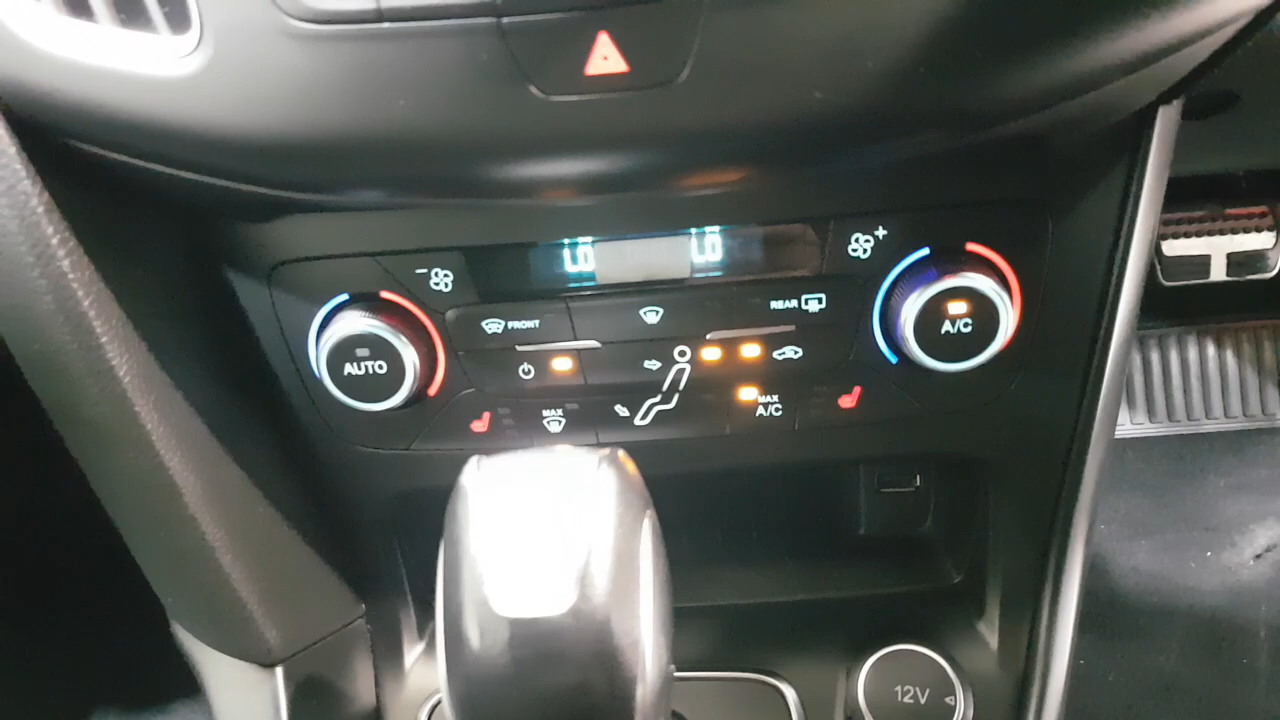 LO LO
FRONT
REAR
A/C
AUTO
MAX
MAX
A/C
12V